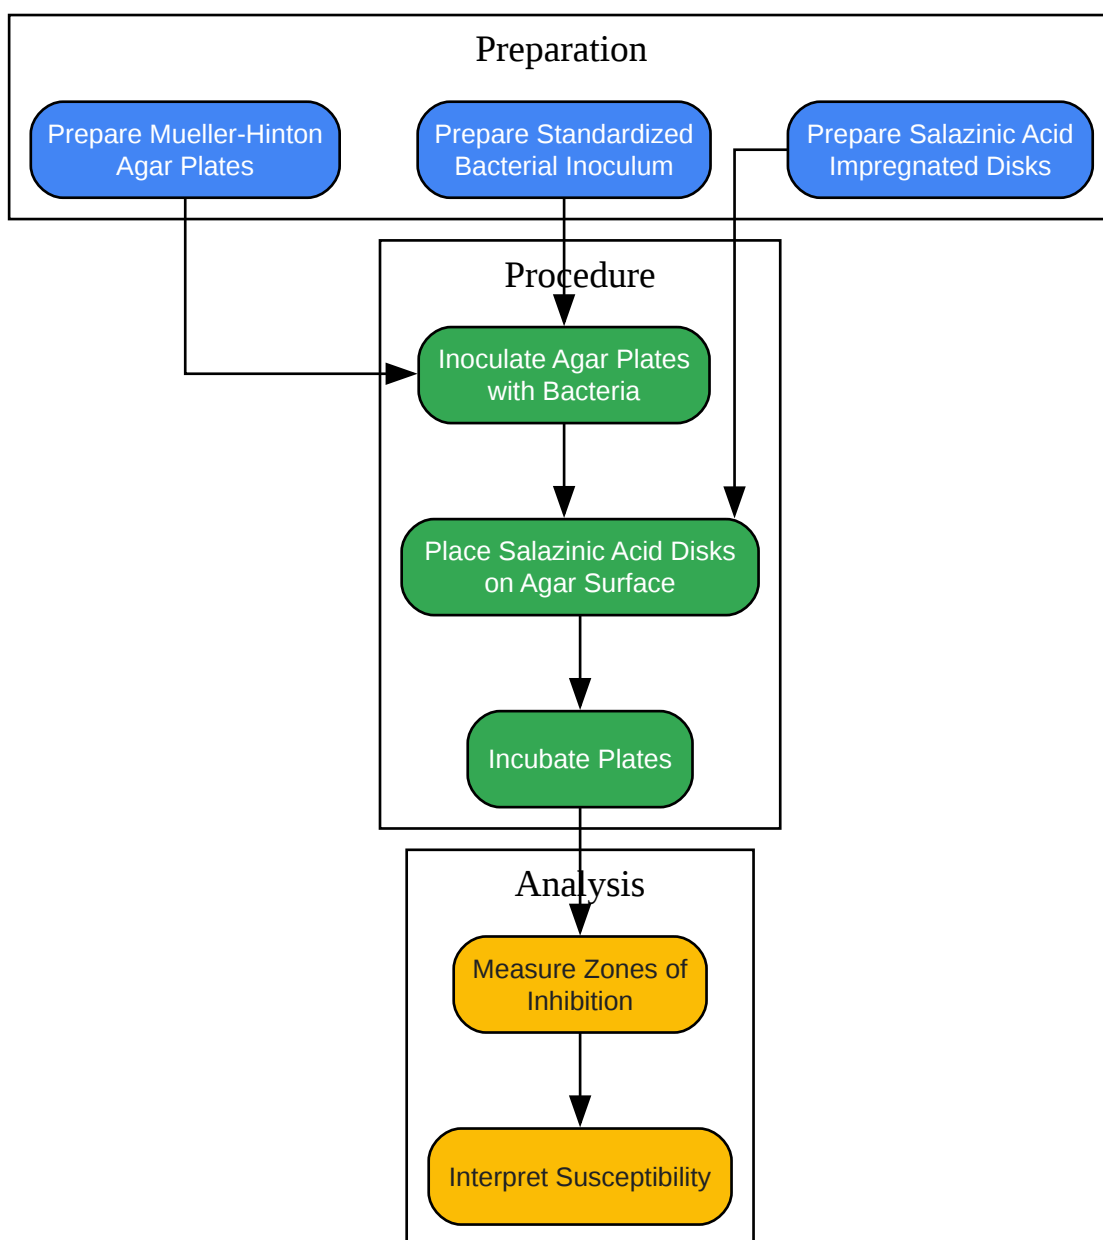 Preparation
Prepare Mueller-Hinton
Agar Plates
Prepare Standardized
Bacterial Inoculum
Prepare Salazinic Acid
Impregnated Disks
Procedure
Inoculate Agar Plates
with Bacteria
Place Salazinic Acid Disks
on Agar Surface
Incubate Plates
Analysis
Measure Zones of
Inhibition
Interpret Susceptibility